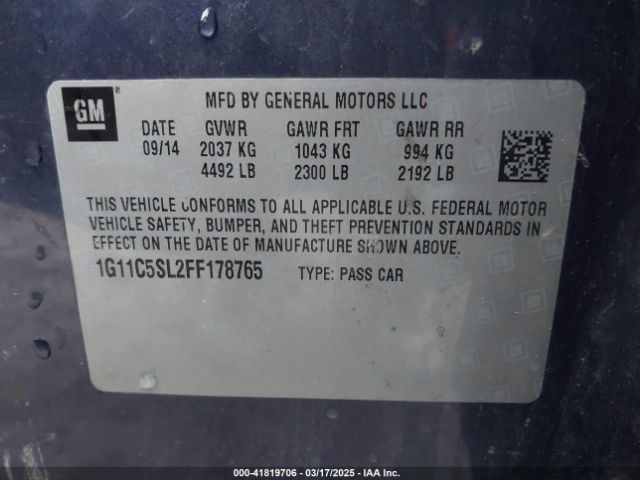 GM
MFD BY GENERAL MOTORS LLC
DATE GVWR GAWR FRT GAWR RR
09/14 2037 KG 1043 KG 994 KG
4492 LB 2300 LB 2192 LB
THIS VEHICLE CONFORMS TO ALL APPLICABLE U.S. FEDERAL MOTOR
VEHICLE SAFETY, BUMPER, AND THEFT PREVENTION STANDARDS IN
EFFECT ON THE DATE OF MANUFACTURE SHOWN ABOVE.
1G11C5SL2FF178765 TYPE: PASS CAR
000-41819706 - 03/17/2025 - IAAI.COM